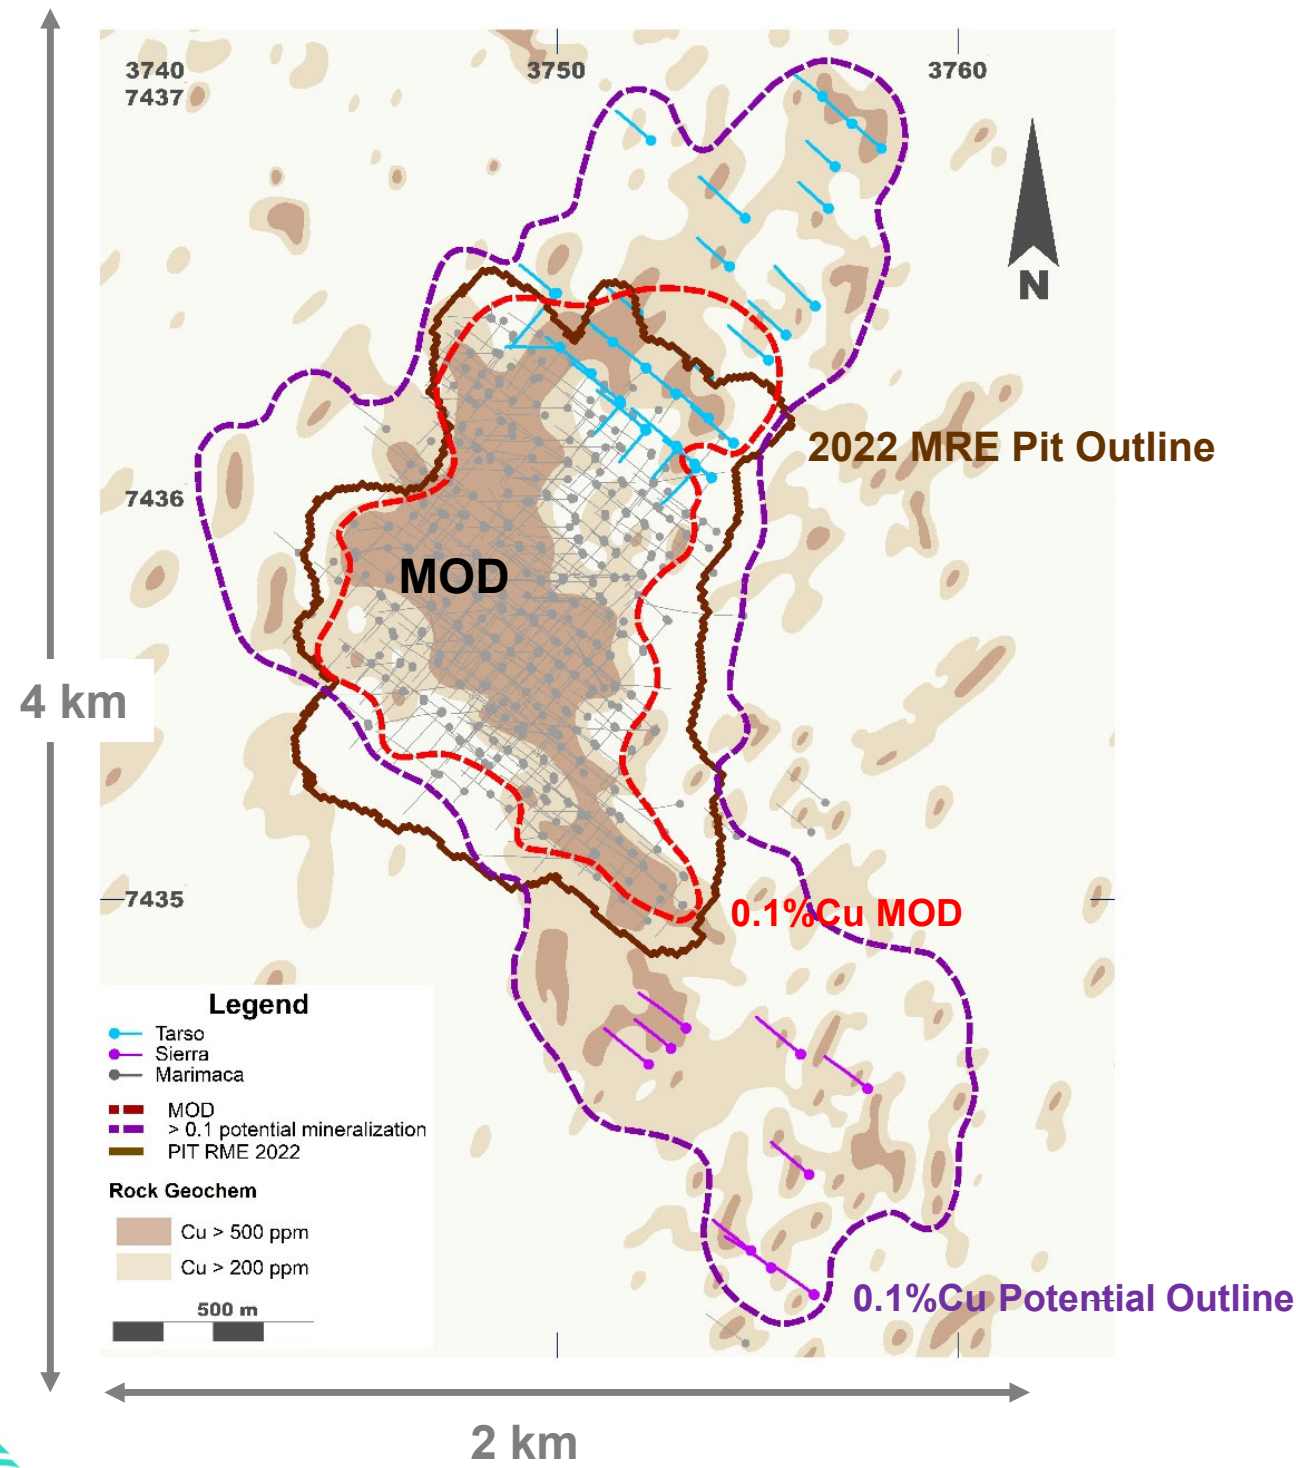 3740
3750
3760
7437
N
2022 MRE Pit Outline
7436
MOD
4 km
7435
0.1%Cu MOD
Legend
Tarso
Sierra
Marimaca
MOD
> 0.1 potential mineralization
PIT RME 2022
Rock Geochem
Cu > 500 ppm
Cu > 200 ppm
500 m
0.1%Cu Potential Outline
2 km